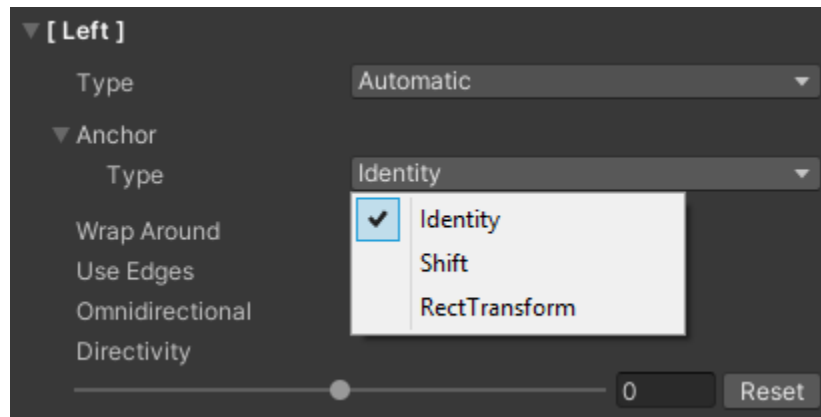 [ Left ]
Type Automatic
Anchor
Type Identity
Identity
Wrap Around
Shift
Use Edges
RectTransform
Omnidirectional
Directivity
0 Reset